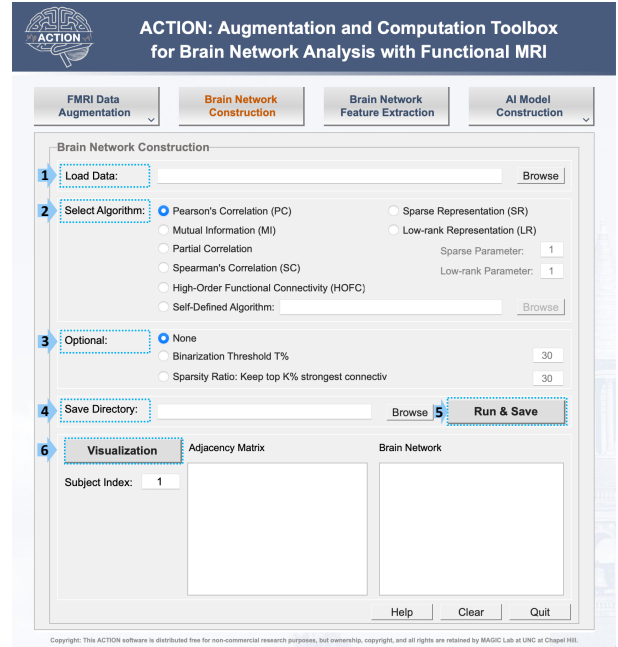 ACTION: Augmentation and Computation Toolbox
for Brain Network Analysis with Functional MRI
ACTION
FMRI Data
Augmentation
Brain Network
Construction
Brain Network
Feature Extraction
AI Model
Construction
Brain Network Construction
1 Load Data: Browse
2 Select Algorithm: Pearson's Correlation (PC) Sparse Representation (SR)
Mutual Information (MI) Low-rank Representation (LR)
Partial Correlation Sparse Parameter: 1
Spearman's Correlation (SC) Low-rank Parameter: 1
High-Order Functional Connectivity (HOFC)
Self-Defined Algorithm: Browse
3 Optional: None
Binarization Threshold T% 30
Sparsity Ratio: Keep top K% strongest connectiv 30
4 Save Directory: Browse 5 Run & Save
6 Visualization Adjacency Matrix Brain Network
Subject Index: 1
Help Clear Quit
Copyright: This ACTION software is distributed free for non-commercial research purposes, but ownership, copyright, and all rights are retained by MAGIC Lab at UNC at Chapel Hill.